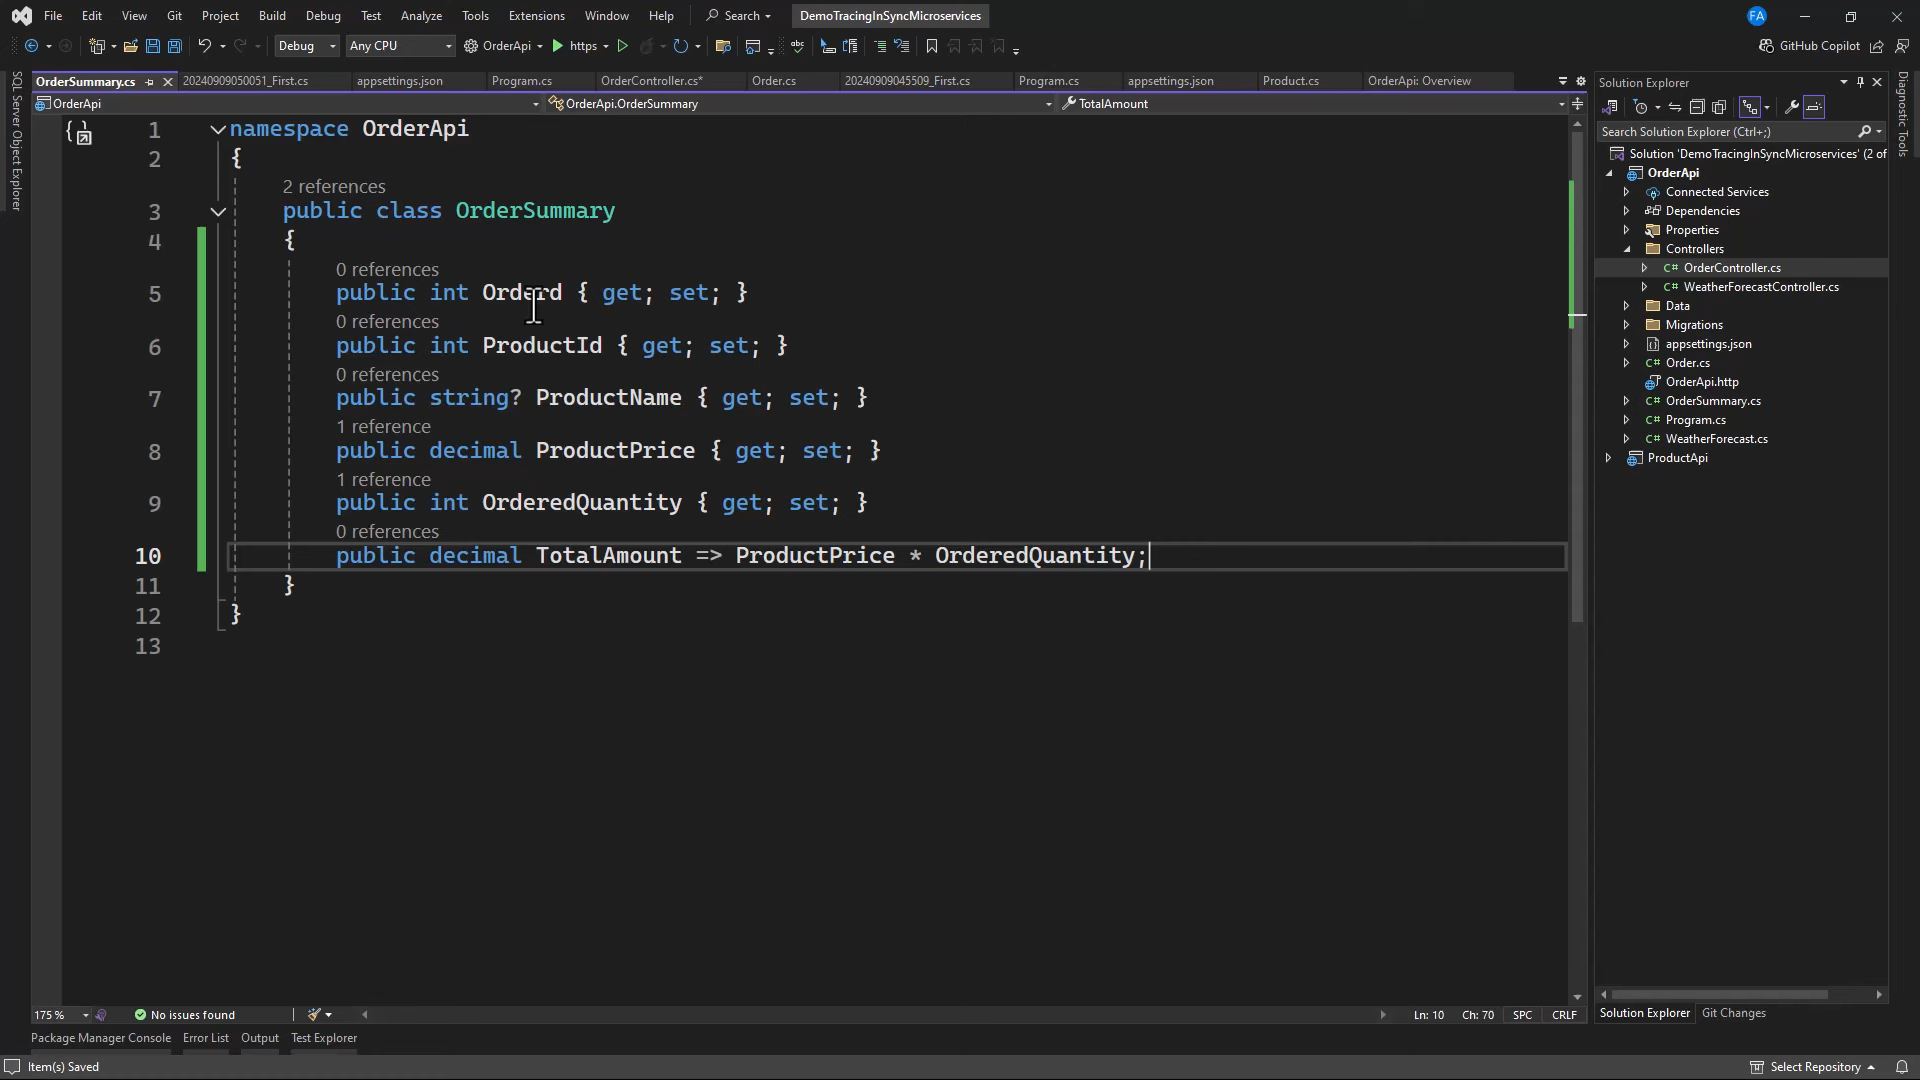 File Edit View Git Project Build Debug Test Analyze Tools Extensions Window Help Search DemoTracingInSyncMicroservices FA
Debug Any CPU OrderApi https GitHub Copilot
OrderSummary.cs 20240909050051_First.cs appsettings.json Program.cs OrderController.cs* Order.cs 20240909045509_First.cs Program.cs appsettings.json Product.cs OrderApi: Overview
OrderApi OrderApi.OrderSummary TotalAmount
SQL Server Object Explorer
1 namespace OrderApi
2 {
2 references
3 public class OrderSummary
4 {
0 references
5 public int Orderd { get; set; }
0 references
6 public int ProductId { get; set; }
0 references
7 public string? ProductName { get; set; }
1 reference
8 public decimal ProductPrice { get; set; }
1 reference
9 public int OrderedQuantity { get; set; }
0 references
10 public decimal TotalAmount => ProductPrice * OrderedQuantity;
11 }
12 }
13
175 % No issues found Ln: 10 Ch: 70 SPC CRLF
Solution Explorer
Search Solution Explorer (Ctrl+;)
Solution 'DemoTracingInSyncMicroservices' (2 of
OrderApi
Connected Services
Dependencies
Properties
Controllers
C# OrderController.cs
C# WeatherForecastController.cs
Data
Migrations
appsettings.json
C# Order.cs
OrderApi.http
C# OrderSummary.cs
C# Program.cs
C# WeatherForecast.cs
ProductApi
Solution Explorer Git Changes
Diagnostic Tools
Package Manager Console Error List Output Test Explorer
Item(s) Saved Select Repository